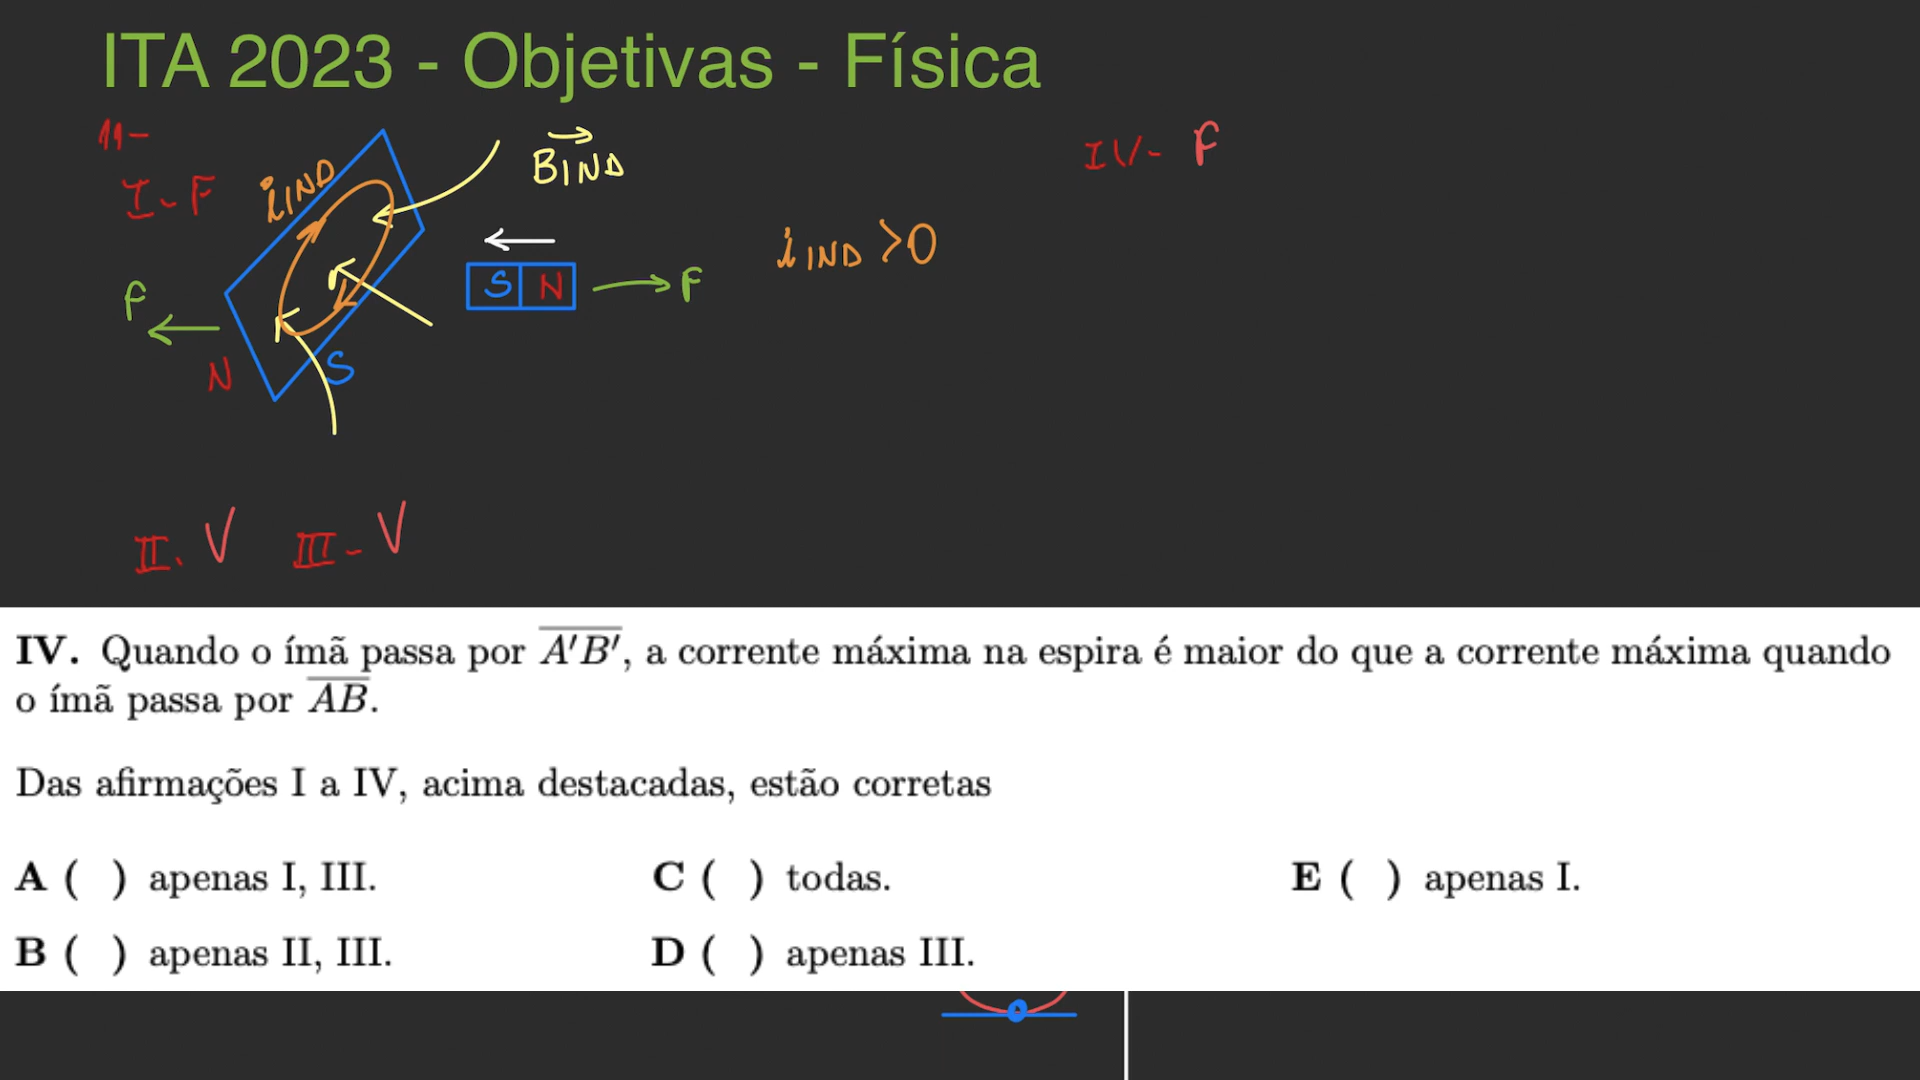 ITA 2023 - Objetivas - Física
11-
I- F
iIND
BIND
IV- F
iIND >0
S N
F
F
N
S
II. V III- V
IV. Quando o ímã passa por A'B', a corrente máxima na espira é maior do que a corrente máxima quando
o ímã passa por AB.
Das afirmações I a IV, acima destacadas, estão corretas
A ( ) apenas I, III.
C ( ) todas.
E ( ) apenas I.
B ( ) apenas II, III.
D ( ) apenas III.